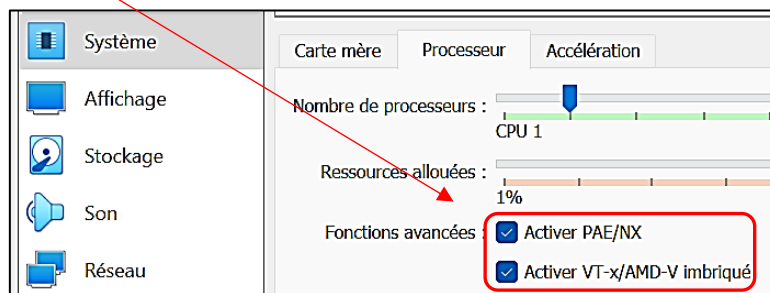 Système
Affichage
Stockage
Son
Réseau
Carte mère Processeur Accélération
Nombre de processeurs :
CPU 1
Ressources allouées :
1%
Fonctions avancées : Activer PAE/NX
Activer VT-x/AMD-V imbriqué